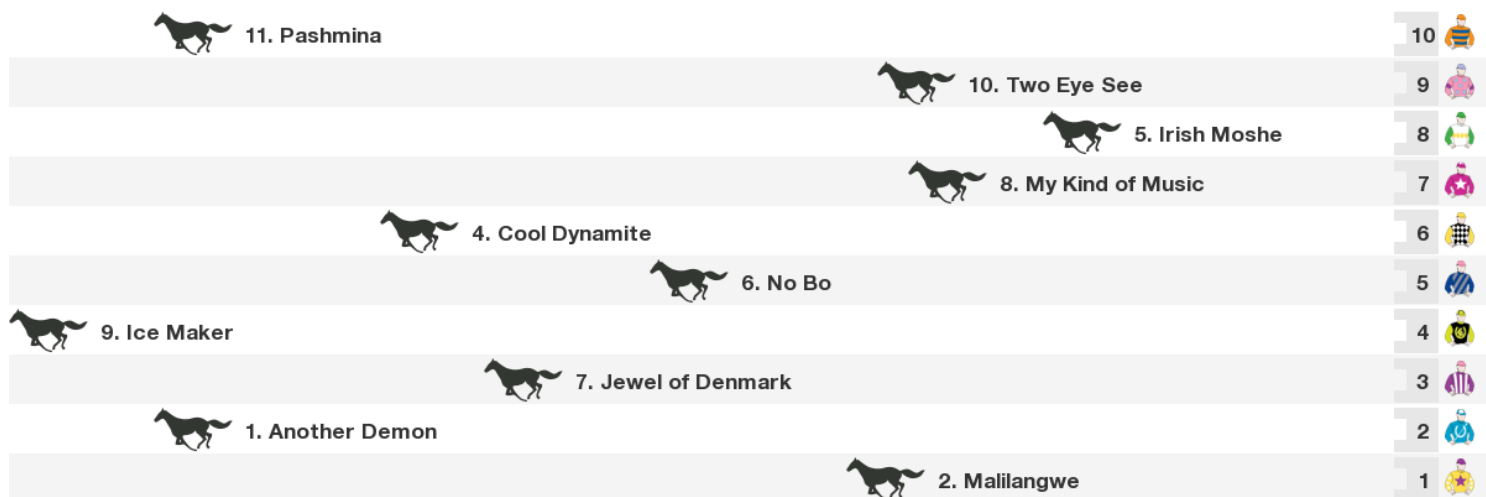 11. Pashmina 10
10. Two Eye See 9
5. Irish Moshe 8
8. My Kind of Music 7
4. Cool Dynamite 6
6. No Bo 5
9. Ice Maker 4
7. Jewel of Denmark 3
1. Another Demon 2
2. Malilangwe 1